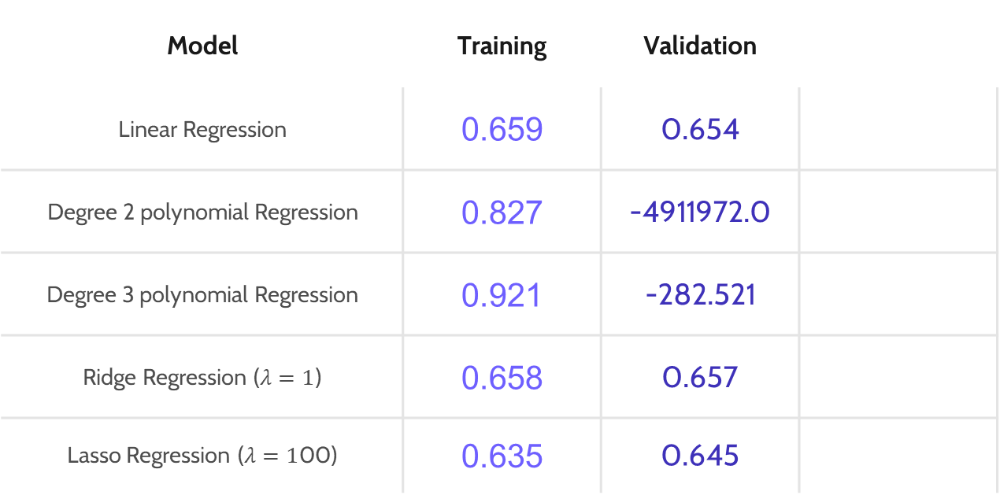 Model Training Validation
Linear Regression 0.659 0.654
Degree 2 polynomial Regression 0.827 -4911972.0
Degree 3 polynomial Regression 0.921 -282.521
Ridge Regression (λ = 1) 0.658 0.657
Lasso Regression (λ = 100) 0.635 0.645